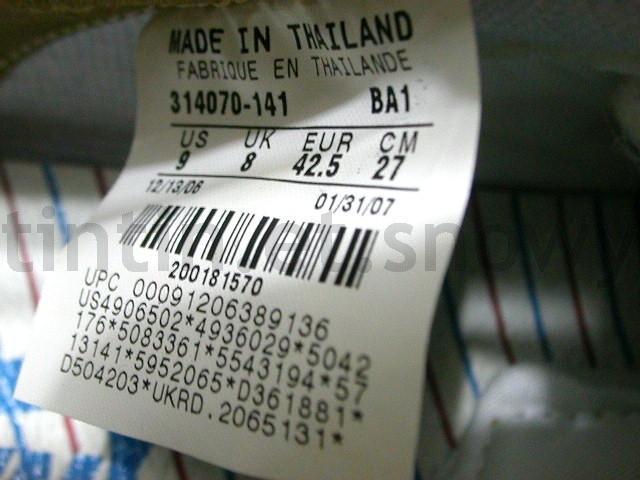 MADE IN THAILAND
FABRIQUE EN THAILANDE
314070-141 BA1
US UK EUR CM
9 8 42.5 27
12/13/06 01/31/07
200181570
UPC 00091206389136
US4906502*4936029*5042
176*5083361*5543194*57
13141*5952065*D361881*
D504203*UKRD.2065131*